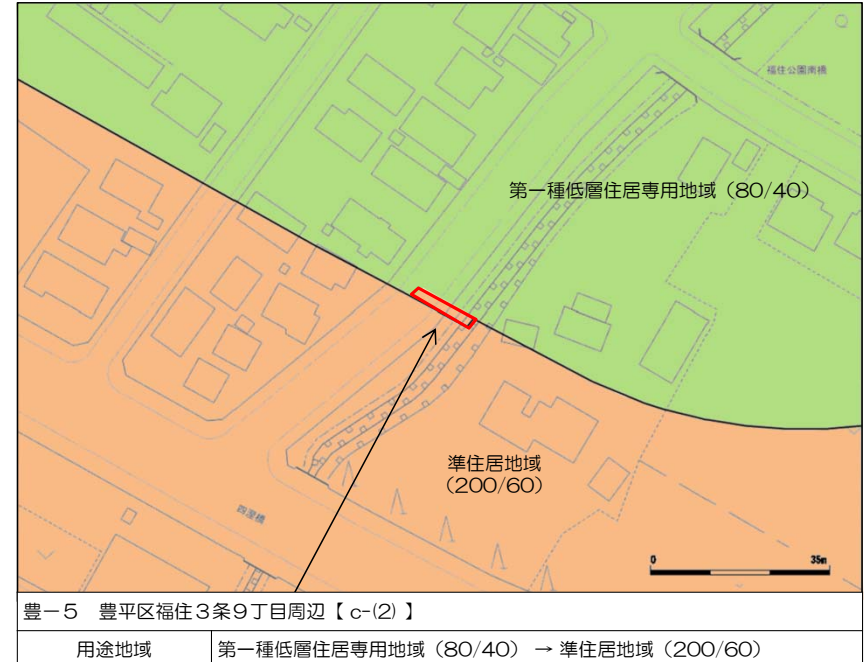 福住公園南橋
第一種低層住居専用地域（80/40）
準住居地域
（200/60）
四溪橋
0 35m
豊－5 豊平区福住３条９丁目周辺【 c-(2) 】
用途地域 第一種低層住居専用地域（80/40） → 準住居地域（200/60）